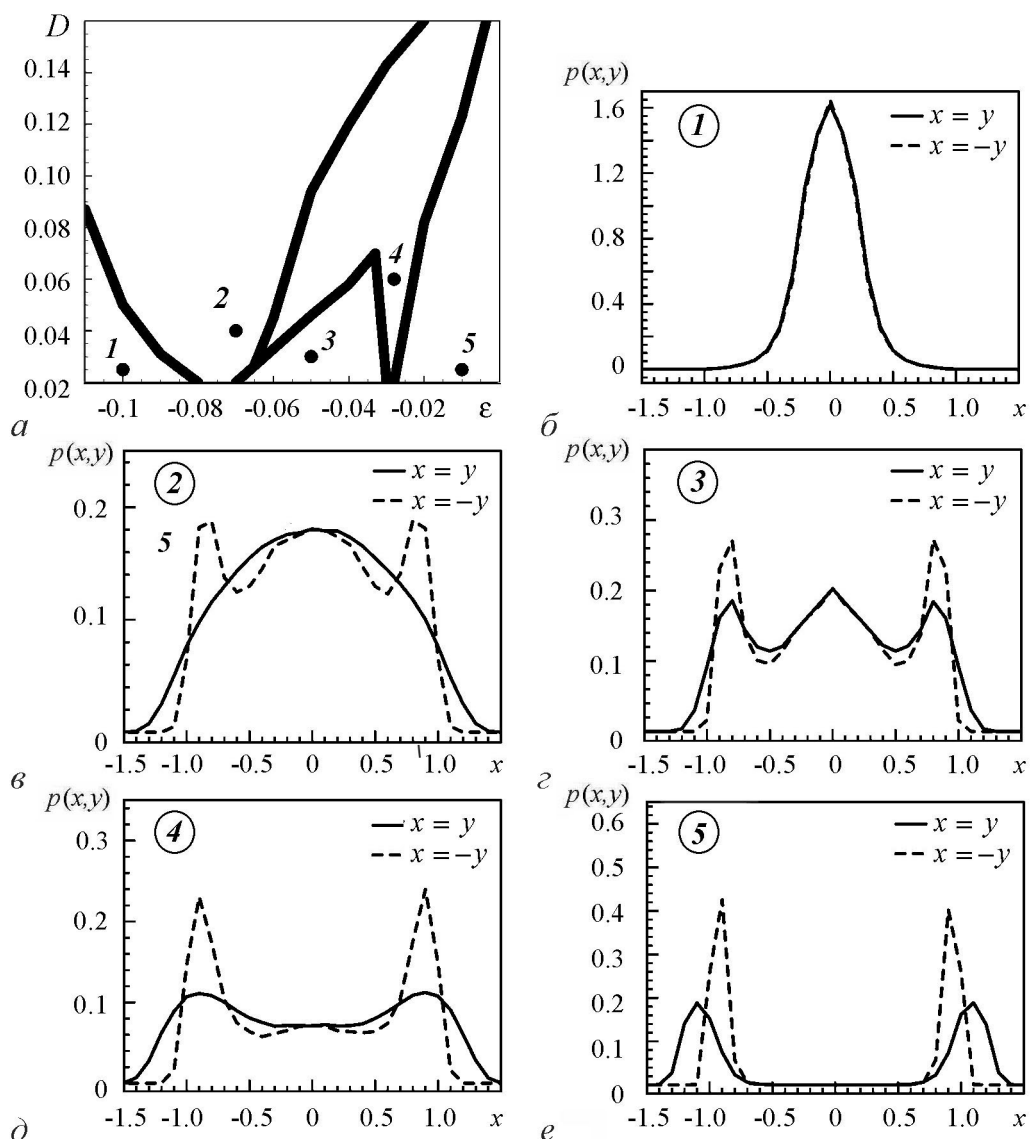 D
0.14
0.12
0.10
0.08
0.06
0.04
0.02
1
2
3
4
5
-0.1 -0.08 -0.06 -0.04 -0.02 ε
а
p(x,y)
1.6
1.2
0.8
0.4
0
1
x = y
x = -y
-1.5 -1.0 -0.5 0 0.5 1.0 x
б
p(x,y)
0.2
5
0.1
0
2
x = y
x = -y
-1.5 -1.0 -0.5 0 0.5 1.0 x
в
p(x,y)
0.3
0.2
0.1
0
3
x = y
x = -y
-1.5 -1.0 -0.5 0 0.5 1.0 x
г
p(x,y)
0.3
0.2
0.1
0
4
x = y
x = -y
-1.5 -1.0 -0.5 0 0.5 1.0 x
д
p(x,y)
0.6
0.5
0.4
0.3
0.2
0.1
0
5
x = y
x = -y
-1.5 -1.0 -0.5 0 0.5 1.0 x
е